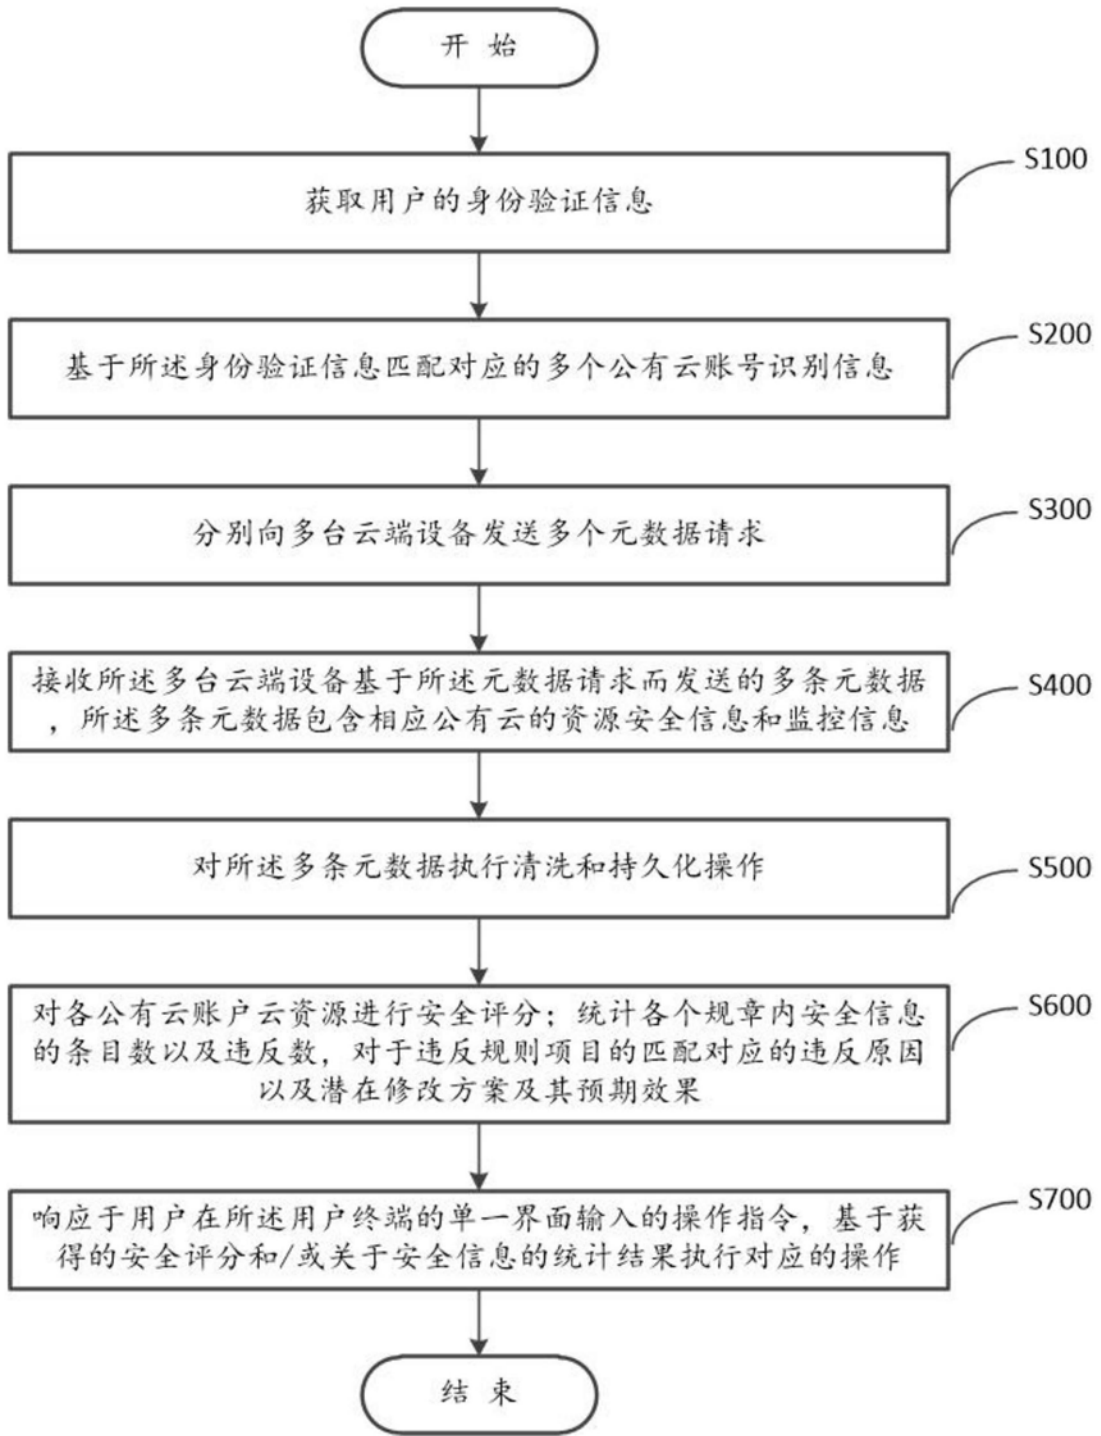 开 始
S100
获取用户的身份验证信息
S200
基于所述身份验证信息匹配对应的多个公有云账号识别信息
S300
分别向多台云端设备发送多个元数据请求
S400
接收所述多台云端设备基于所述元数据请求而发送的多条元数据
，所述多条元数据包含相应公有云的资源安全信息和监控信息
S500
对所述多条元数据执行清洗和持久化操作
S600
对各公有云账户云资源进行安全评分；统计各个规章内安全信息
的条目数以及违反数，对于违反规则项目的匹配对应的违反原因
以及潜在修改方案及其预期效果
S700
响应于用户在所述用户终端的单一界面输入的操作指令，基于获
得的安全评分和/或关于安全信息的统计结果执行对应的操作
结 束